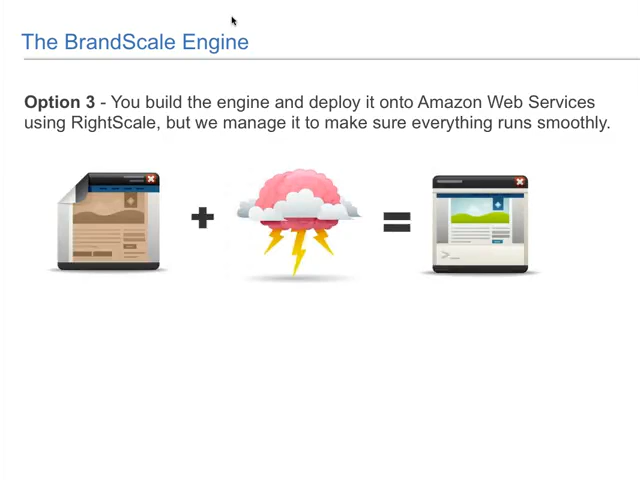 The BrandScale Engine
Option 3 - You build the engine and deploy it onto Amazon Web Services
using RightScale, but we manage it to make sure everything runs smoothly.
+
=
>_